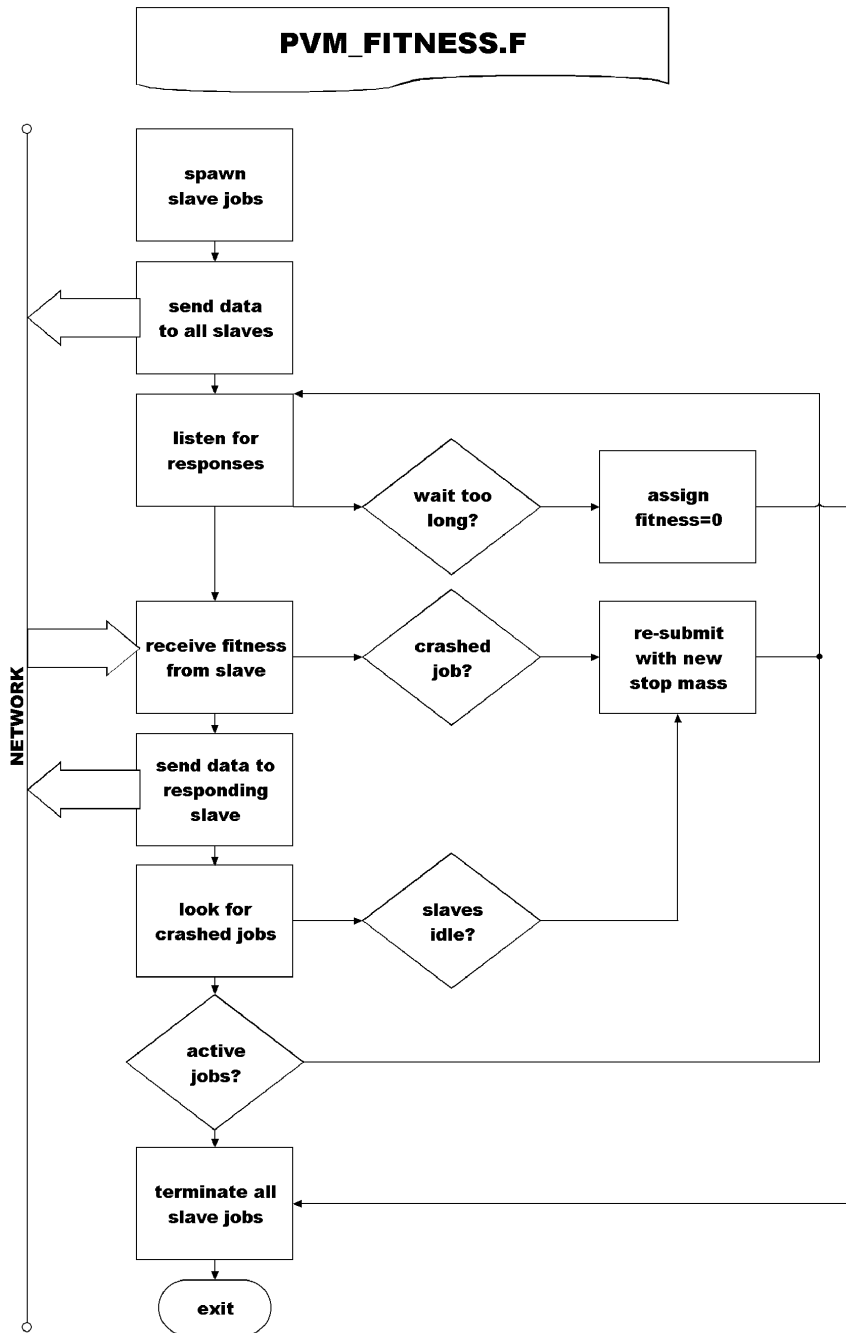 PVM_FITNESS.F
spawn
slave jobs
send data
to all slaves
listen for
responses
wait too
long?
assign
fitness=0
receive fitness
from slave
crashed
job?
re-submit
with new
stop mass
NETWORK
send data to
responding
slave
look for
crashed jobs
slaves
idle?
active
jobs?
terminate all
slave jobs
exit